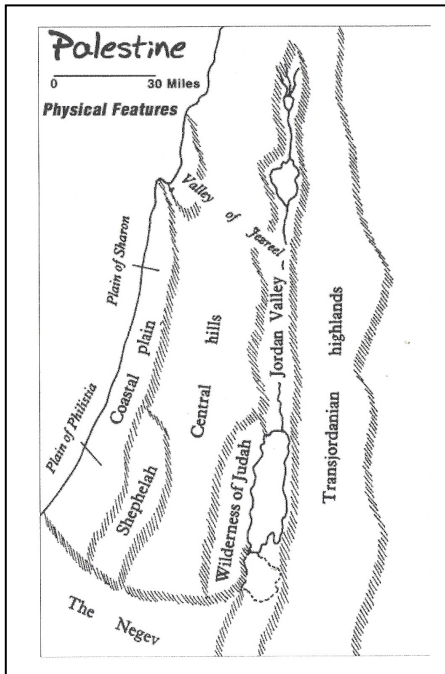 Palestine
0 30 Miles
Physical Features
Valley of Jezreel
Plain of Sharon
Coastal plain
Central hills
Jordan Valley
Transjordanian highlands
Plain of Philistia
Shephelah
Wilderness of Judah
The Negev